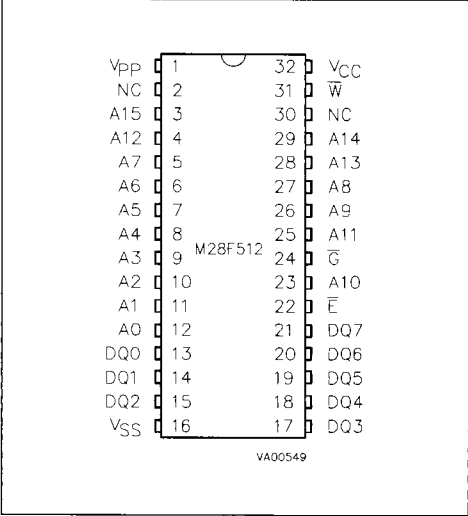 VPP 1 32 VCC
NC 2 31 W̅
A15 3 30 NC
A12 4 29 A14
A7 5 28 A13
A6 6 27 A8
A5 7 26 A9
A4 8 25 A11
M28F512
A3 9 24 G̅
A2 10 23 A10
A1 11 22 E̅
A0 12 21 DQ7
DQ0 13 20 DQ6
DQ1 14 19 DQ5
DQ2 15 18 DQ4
VSS 16 17 DQ3
VA00549